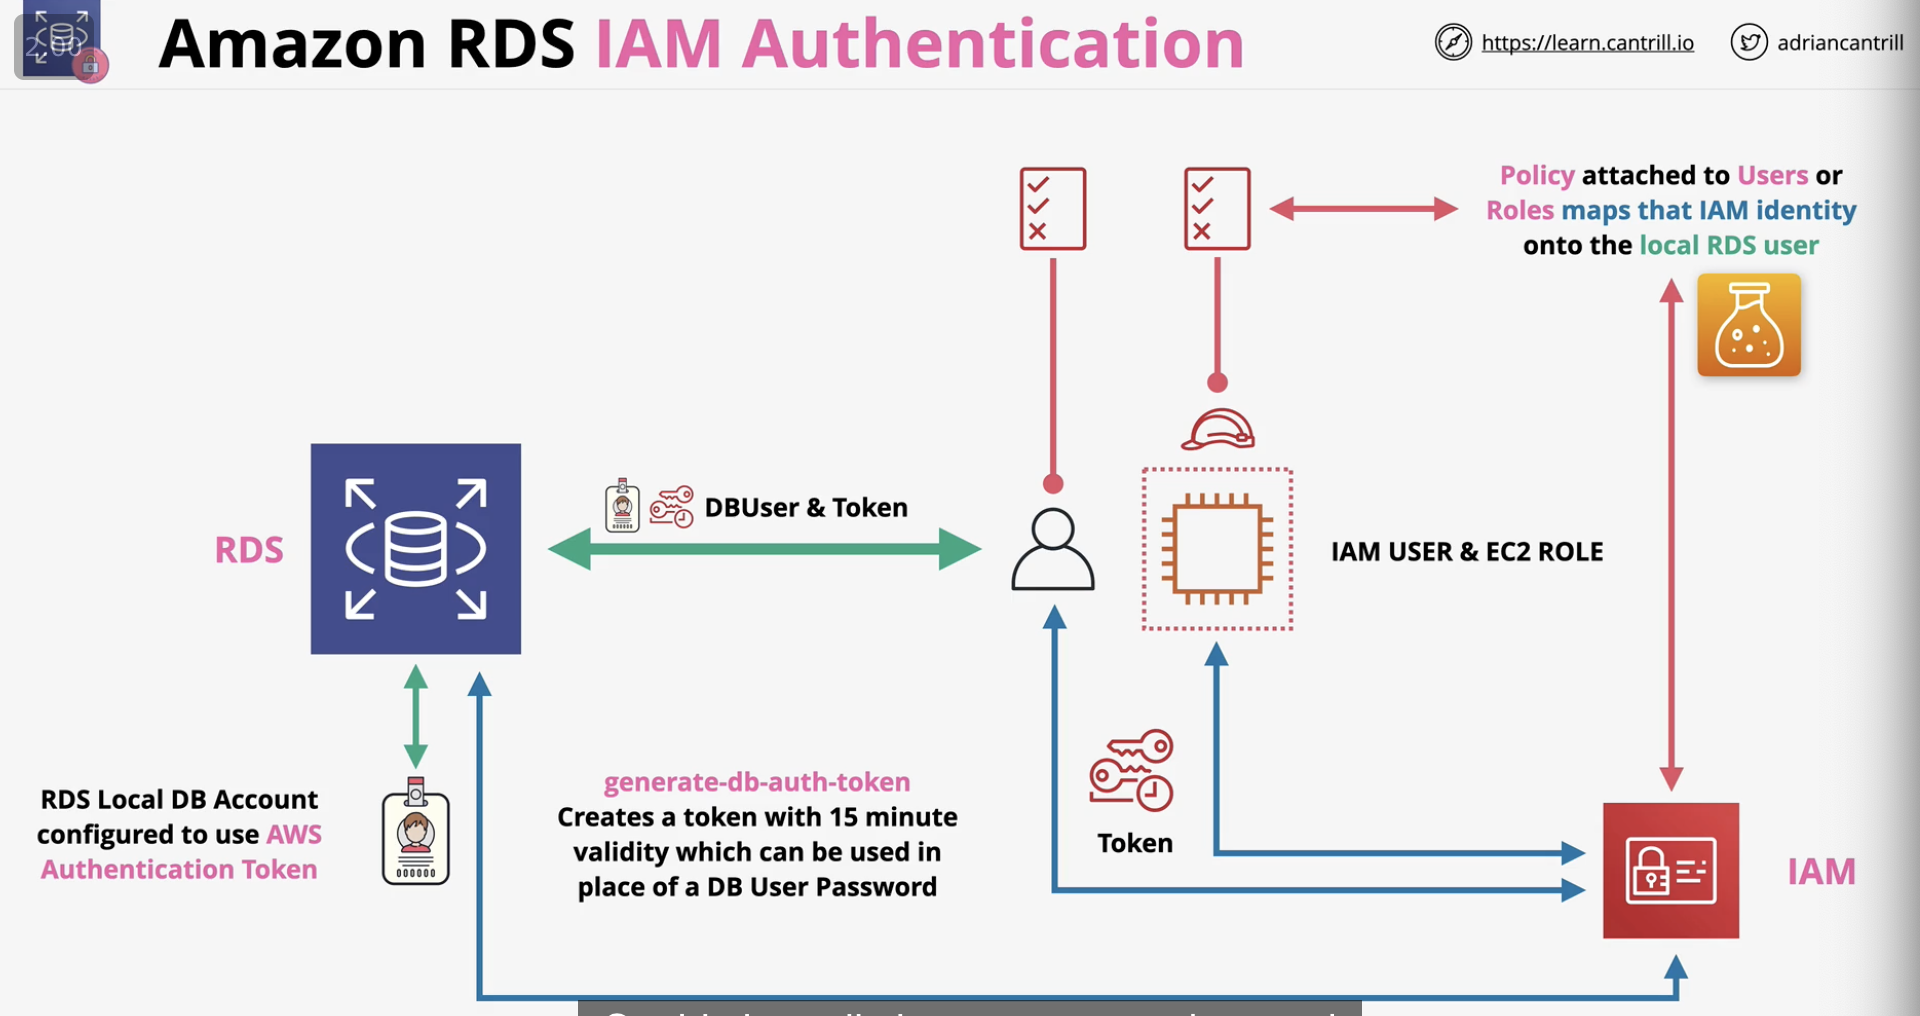 Amazon RDS IAM Authentication
https://learn.cantrill.io
adriancantrill
Policy attached to Users or
Roles maps that IAM identity
onto the local RDS user
DBUser & Token
RDS
IAM USER & EC2 ROLE
RDS Local DB Account
configured to use AWS
Authentication Token
generate-db-auth-token
Creates a token with 15 minute
validity which can be used in
place of a DB User Password
Token
IAM